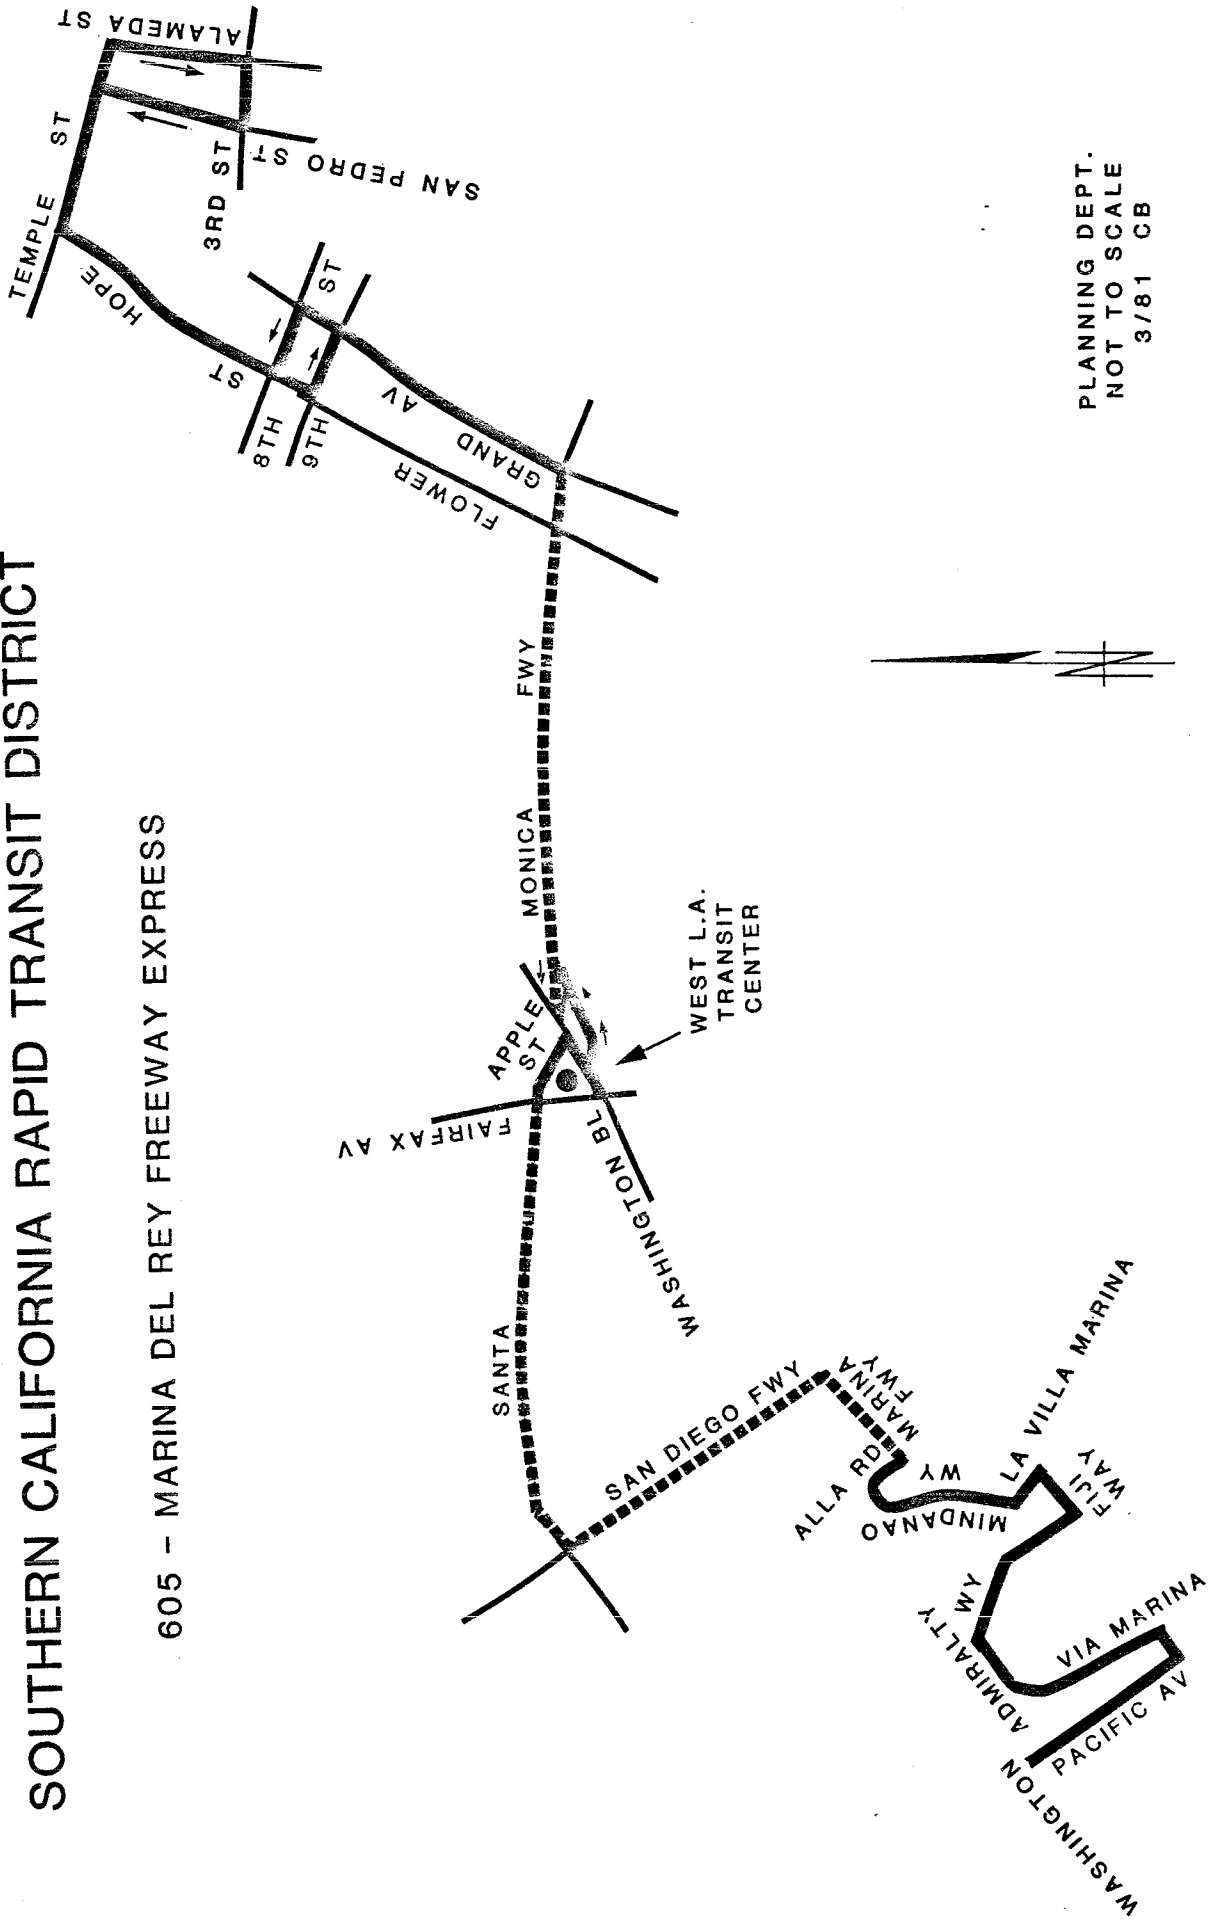 SOUTHERN CALIFORNIA RAPID TRANSIT DISTRICT
605 – MARINA DEL REY FREEWAY EXPRESS
TEMPLE ST
ALAMEDA ST
HOPE ST
3RD ST
SAN PEDRO ST
8TH ST
9TH
FLOWER
GRAND AV
SANTA MONICA FWY
APPLE
ST
FAIRFAX AV
WASHINGTON BL
WEST L.A.
TRANSIT
CENTER
SAN DIEGO FWY
MARINA
FWY
ALLA RD
MINDANAO WY
LA VILLA MARINA
FIJI
WAY
ADMIRALTY WY
VIA MARINA
PACIFIC AV
WASHINGTON
N
PLANNING DEPT.
NOT TO SCALE
3/81 CB